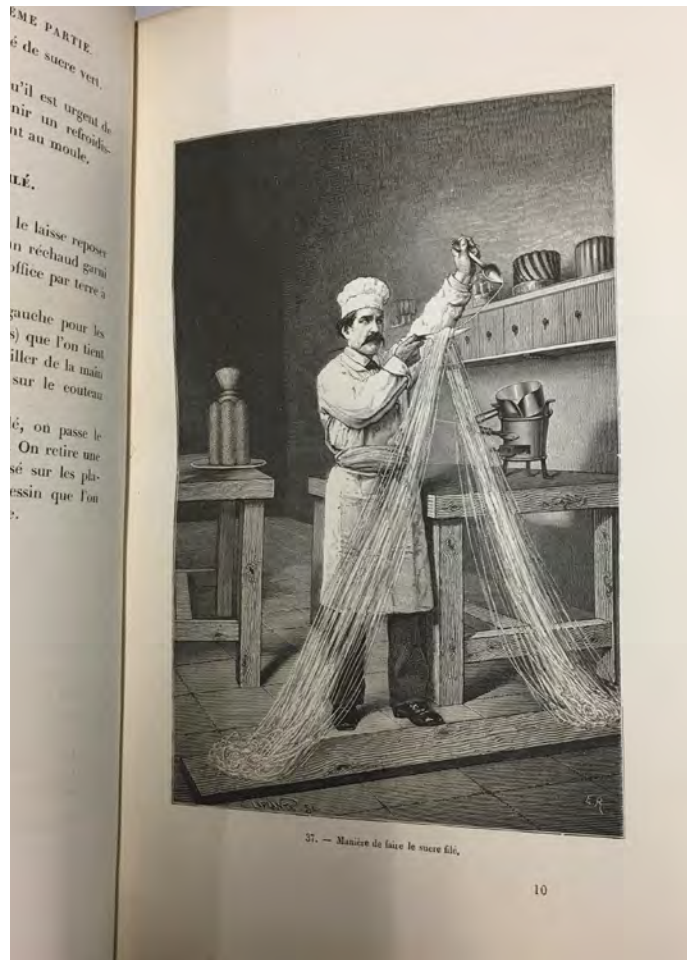 ÈME PARTIE.
é de sucre vert.
u'il est urgent de
nir un refroidis-
nt au moule.
LÉ.
le laisse reposer
un réchaud garni
office par terre à
gauche pour les
s) que l'on tient
iller de la main
sur le couteau
é, on passe le
On retire une
sé sur les pla-
essin que l'on
e.
E.R
37. — Manière de faire le sucre filé.
10